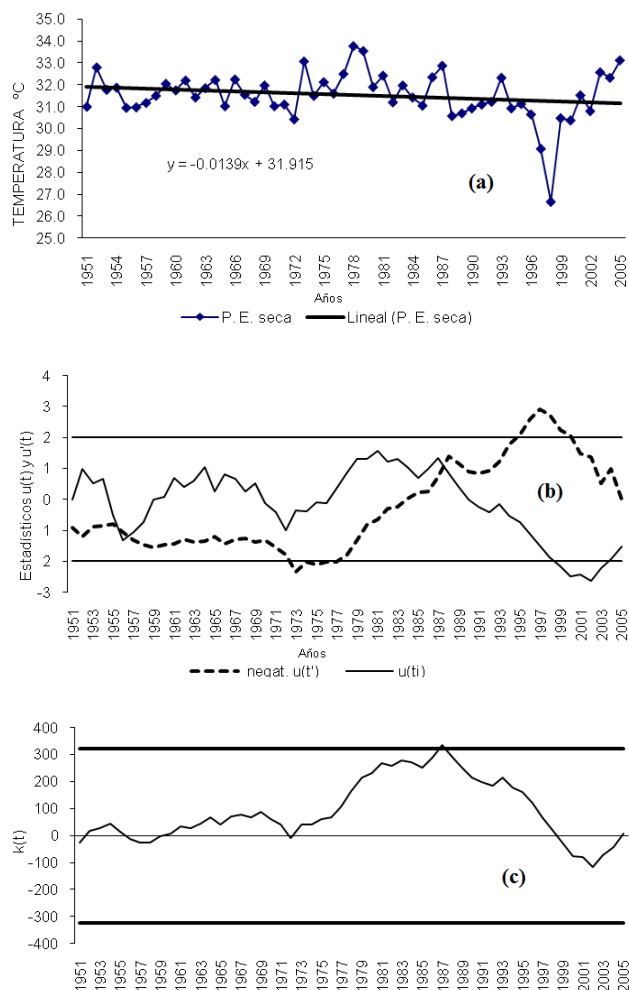 TEMPERATURA ºC
35.0
34.0
33.0
32.0
31.0
30.0
29.0
28.0
27.0
26.0
25.0
y = -0.0139x + 31.915
(a)
1951 1954 1957 1960 1963 1966 1969 1972 1975 1978 1981 1984 1987 1990 1993 1996 1999 2002 2005
Años
P. E. seca Lineal (P. E. seca)
Estadísticos u(t) y u'(t)
4
3
2
1
0
1
2
-3
(b)
1951 1953 1955 1957 1959 1961 1963 1965 1967 1969 1971 1973 1975 1977 1979 1981 1983 1985 1987 1989 1991 1993 1995 1997 1999 2001 2003 2005
Años
negat. u(t') u(ti)
k(t)
400
300
200
100
0
-100
-200
-300
-400
(c)
1951 1953 1955 1957 1959 1961 1963 1965 1967 1969 1971 1973 1975 1977 1979 1981 1983 1985 1987 1989 1991 1993 1995 1997 1999 2001 2003 2005